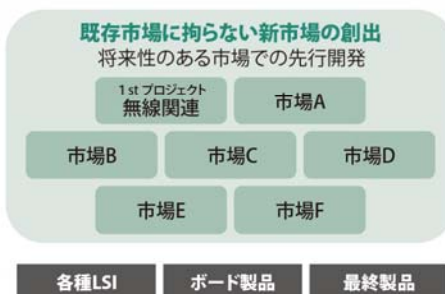 既存市場に拘らない新市場の創出
将来性のある市場での先行開発
1st プロジェクト
無線関連
市場A
市場B
市場C
市場D
市場E
市場F
各種LSI
ボード製品
最終製品